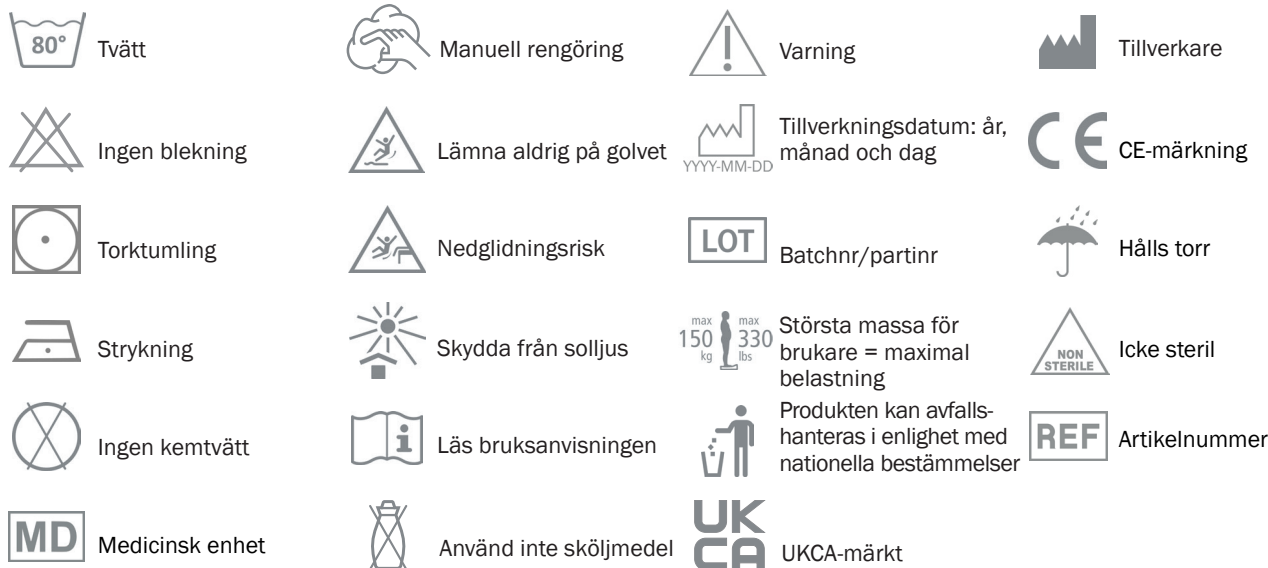 80°
Tvätt
Manuell rengöring
Varning
Tillverkare
Ingen blekning
Lämna aldrig på golvet
YYYY-MM-DD
Tillverkningsdatum: år,
månad och dag
CE
CE-märkning
Torktumling
Nedglidningsrisk
LOT
Batchnr/partinr
Hålls torr
Strykning
Skydda från solljus
max
150
kg
max
330
lbs
Största massa för
brukare = maximal
belastning
NON
STERILE
Icke steril
Ingen kemtvätt
i
Läs bruksanvisningen
Produkten kan avfalls-
hanteras i enlighet med
nationella bestämmelser
REF
Artikelnummer
MD
Medicinsk enhet
Använd inte sköljmedel
UK
CA
UKCA-märkt